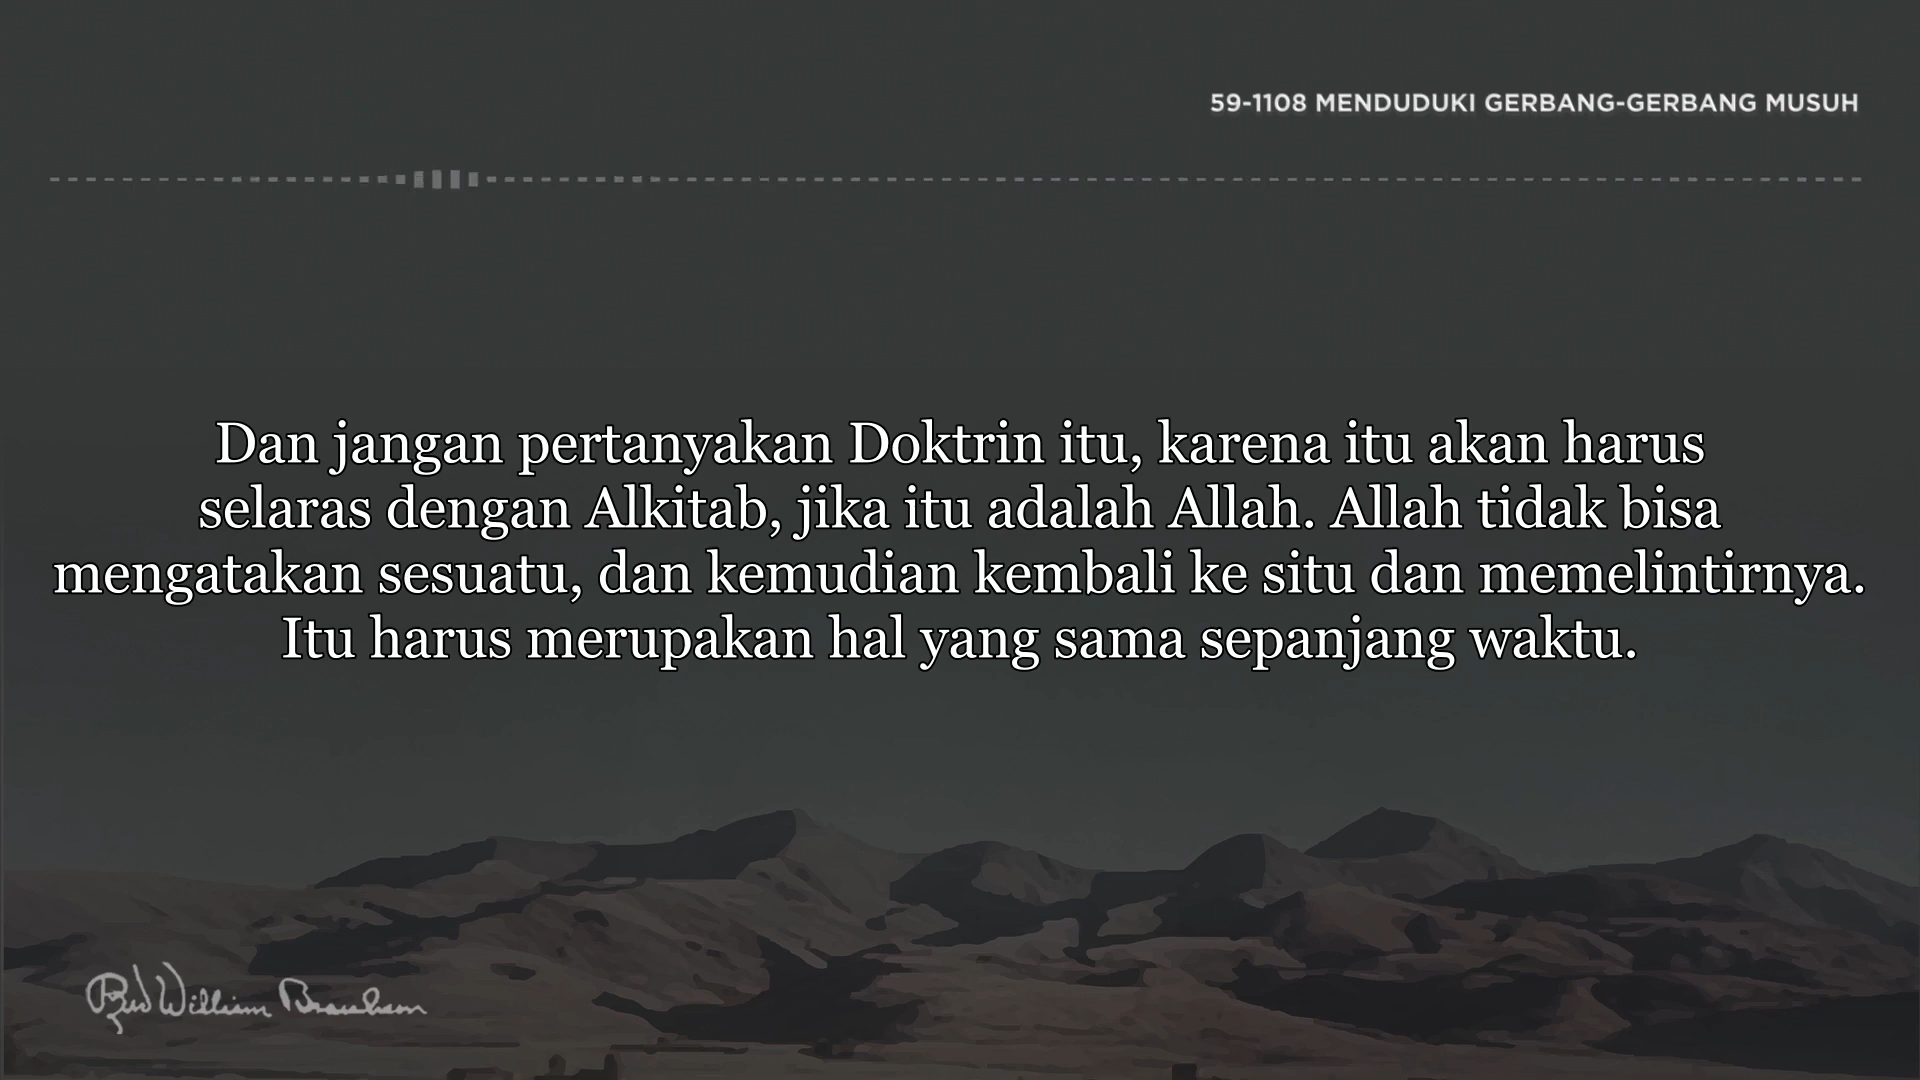 59-1108 MENDUDUKI GERBANG-GERBANG MUSUH
Dan jangan pertanyakan Doktrin itu, karena itu akan harus
selaras dengan Alkitab, jika itu adalah Allah. Allah tidak bisa
mengatakan sesuatu, dan kemudian kembali ke situ dan memelintirnya.
Itu harus merupakan hal yang sama sepanjang waktu.
William Branham